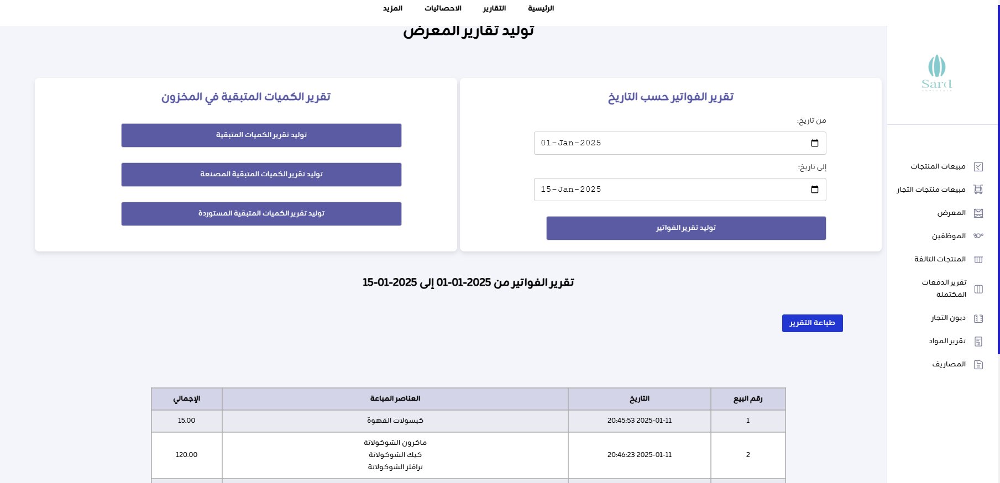 الرئيسية
التقارير
الاحصائيات
المزيد
Sard
مبيعات المنتجات
مبيعات منتجات التجار
المعرض
الموظفين
المنتجات التالفة
تقرير الدفعات
المكتملة
ديون التجار
تقرير المواد
المصاريف
توليد تقارير المعرض
تقرير الفواتير حسب التاريخ
من تاريخ:
01-Jan-2025
إلى تاريخ:
15-Jan-2025
توليد تقرير الفواتير
تقرير الكميات المتبقية في المخزون
توليد تقرير الكميات المتبقية
توليد تقرير الكميات المتبقية المصنعة
توليد تقرير الكميات المتبقية المستوردة
تقرير الفواتير من 2025-01-01 إلى 2025-01-15
طباعة التقرير
رقم البيع	التاريخ	العناصر المباعة	الإجمالي
1	2025-01-11 20:45:53	كبسولات القهوة	15.00
2	2025-01-11 20:46:23	ماكرون الشوكولاتة	120.00
كيك الشوكولاتة
ترافلز الشوكولاتة